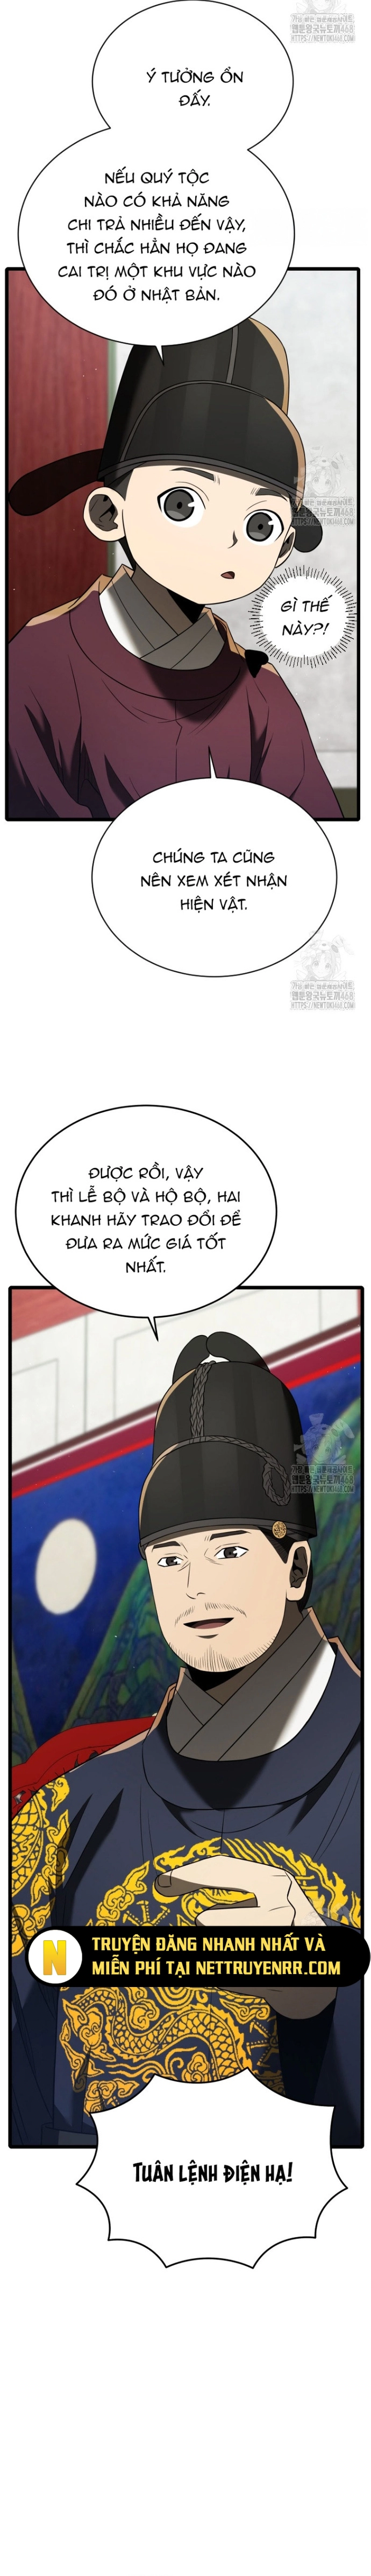 Ý TƯỞNG ỔN
ĐẤY.
NẾU QUÝ TỘC
NÀO CÓ KHẢ NĂNG
CHI TRẢ NHIỀU ĐẾN VẬY,
THÌ CHẮC HẲN HỌ ĐANG
CAI TRỊ MỘT KHU VỰC NÀO
ĐÓ Ở NHẬT BẢN.
GÌ THẾ
NÀY?!
CHÚNG TA CŨNG
NÊN XEM XÉT NHẬN
HIỆN VẬT.
ĐƯỢC RỒI, VẬY
THÌ LỄ BỘ VÀ HỘ BỘ, HAI
KHANH HÃY TRAO ĐỔI ĐỂ
ĐƯA RA MỨC GIÁ TỐT
NHẤT.
N
TRUYỆN ĐĂNG NHANH NHẤT VÀ
MIỄN PHÍ TẠI NETTRUYENRR.COM
TUÂN LỆNH ĐIỆN HẠ!